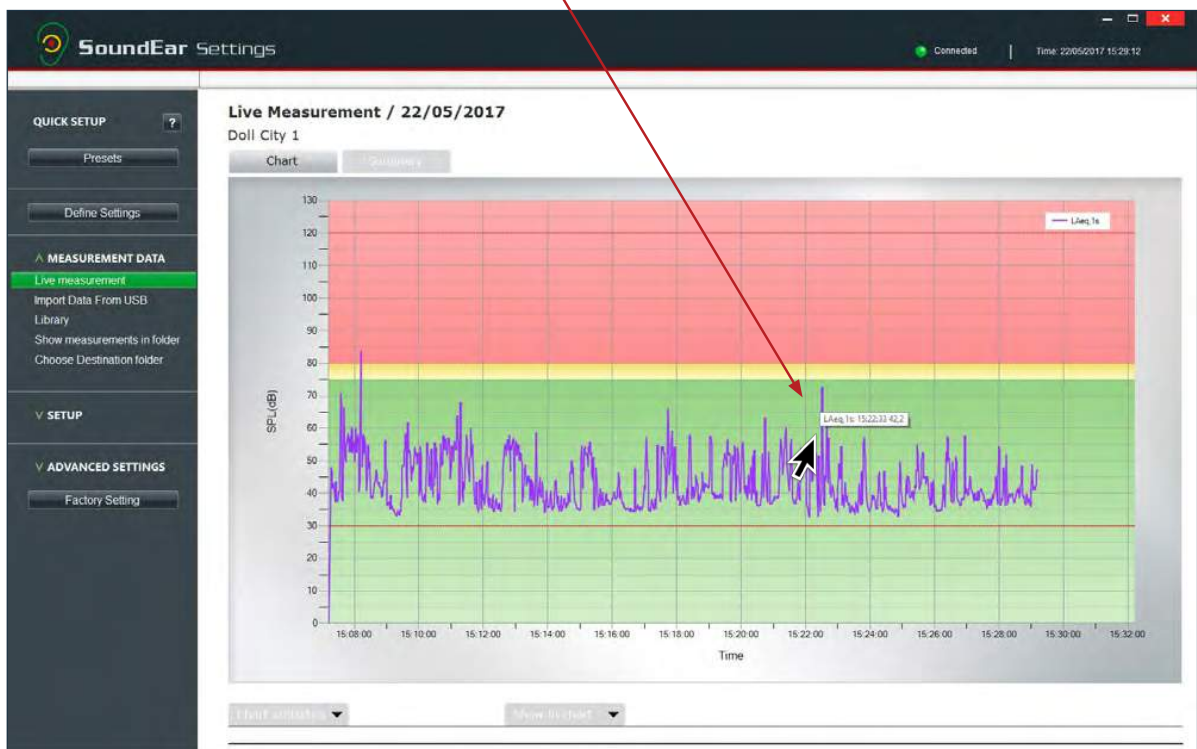 SoundEar Settings
Connected | Time: 22/05/2017 15:29:12
QUICK SETUP ?
Presets
Define Settings
∧ MEASUREMENT DATA
Live measurement
Import Data From USB
Library
Show measurements in folder
Choose Destination folder
∨ SETUP
∨ ADVANCED SETTINGS
Factory Setting
Live Measurement / 22/05/2017
Doll City 1
Chart Summary
LAeq,1s
130
120
110
100
90
80
70
60
50
40
30
20
10
0
SPL(dB)
LAeq,1s: 15:22:33 42,2
15:08:00 15:10:00 15:12:00 15:14:00 15:16:00 15:18:00 15:20:00 15:22:00 15:24:00 15:26:00 15:28:00 15:30:00 15:32:00
Time
Show in chart